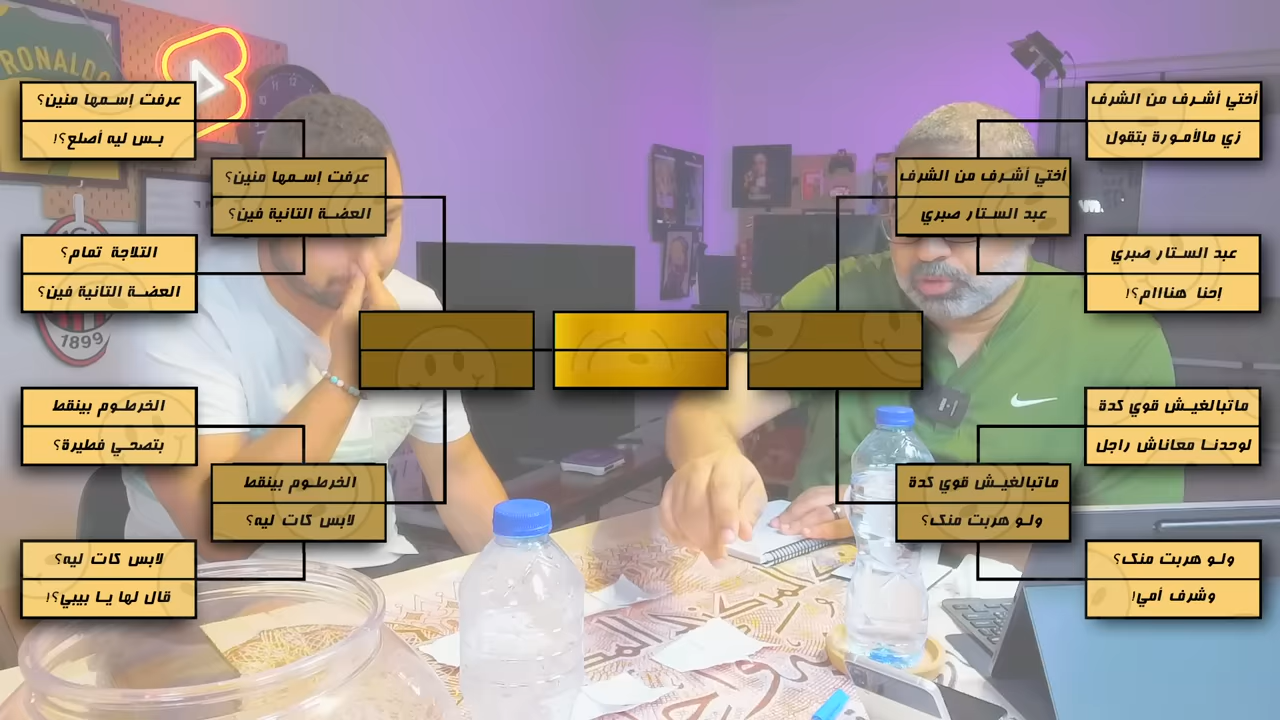 RONALDO
عرفت إسمها منين؟
بس ليه أصلع؟!
عرفت إسمها منين؟
العضة التانية فين؟
التلاجة تمام؟
العضة التانية فين؟
1899
الخرطوم بينقط
بتصحي فطيرة؟
الخرطوم بينقط
لابس كات ليه؟
لابس كات ليه؟
قال لها يا بيبي؟!
أختي أشرف من الشرف
زي مالأمورة بتقول
أختي أشرف من الشرف
عبد الستار صبري
عبد الستار صبري
إحنا هناااام؟!
ماتبالغيش قوي كدة
لوحدنا معاناش راجل
ماتبالغيش قوي كدة
ولو هربت منك؟
ولو هربت منك؟
وشرف أمي!